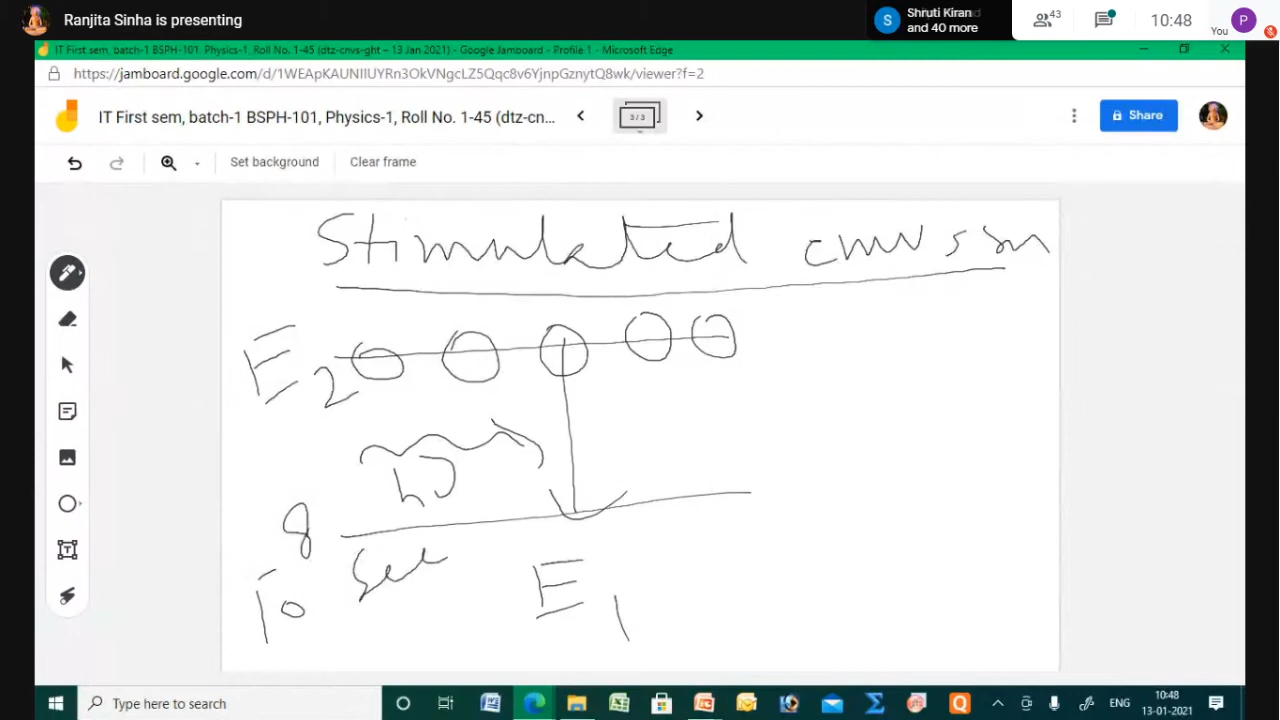 Ranjita Sinha is presenting
Shruti Kiran
and 40 more
43
10:48
P
You
IT First sem, batch-1 BSPH-101, Physics-1, Roll No. 1-45 (dtz-cnvs-ght – 13 Jan 2021) - Google Jamboard - Profile 1 - Microsoft Edge
https://jamboard.google.com/d/1WEApKAUNIlUYRn3OkVNgcLZ5Qqc8v6YjnpGznytQ8wk/viewer?f=2
IT First sem, batch-1 BSPH-101, Physics-1, Roll No. 1-45 (dtz-cn...
3 / 3
Share
Set background
Clear frame
Stimulated
E2
hν
8
10
sec
E1
Type here to search
ENG
10:48
13-01-2021